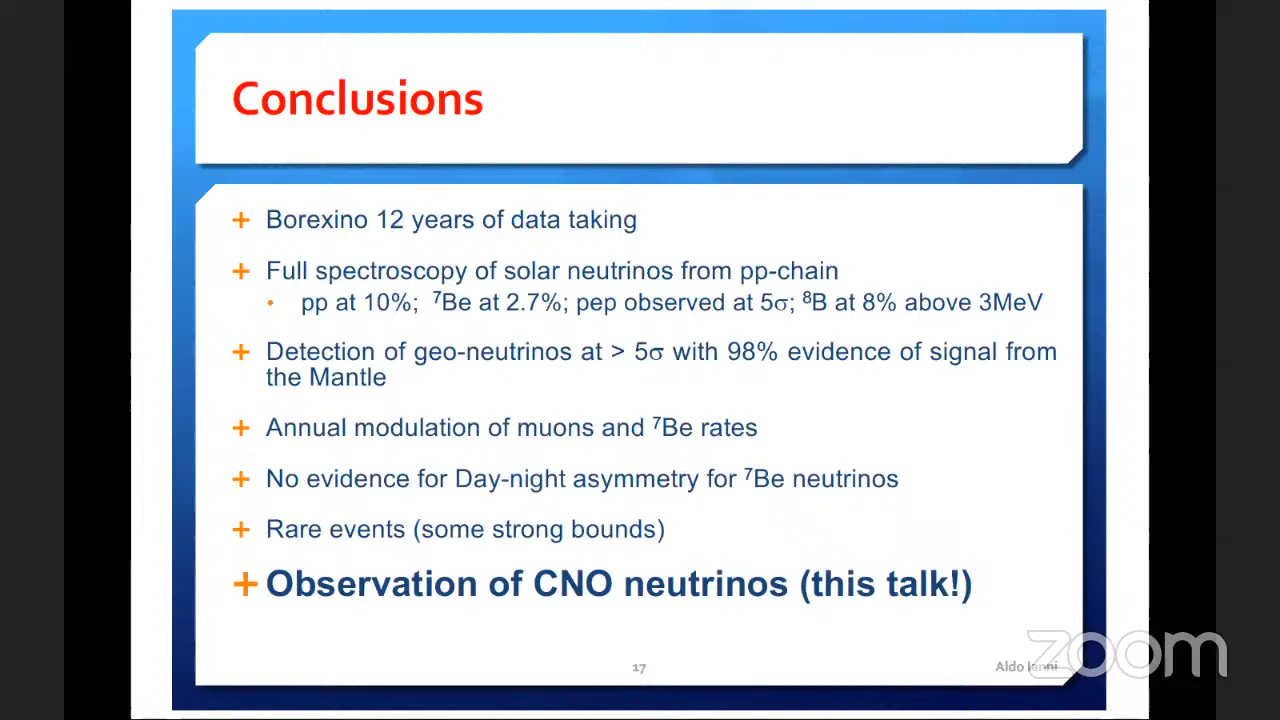 Conclusions
+ Borexino 12 years of data taking
+ Full spectroscopy of solar neutrinos from pp-chain
• pp at 10%; ⁷Be at 2.7%; pep observed at 5σ; ⁸B at 8% above 3MeV
+ Detection of geo-neutrinos at > 5σ with 98% evidence of signal from
the Mantle
+ Annual modulation of muons and ⁷Be rates
+ No evidence for Day-night asymmetry for ⁷Be neutrinos
+ Rare events (some strong bounds)
+ Observation of CNO neutrinos (this talk!)
17
Aldo Ianni
zoom